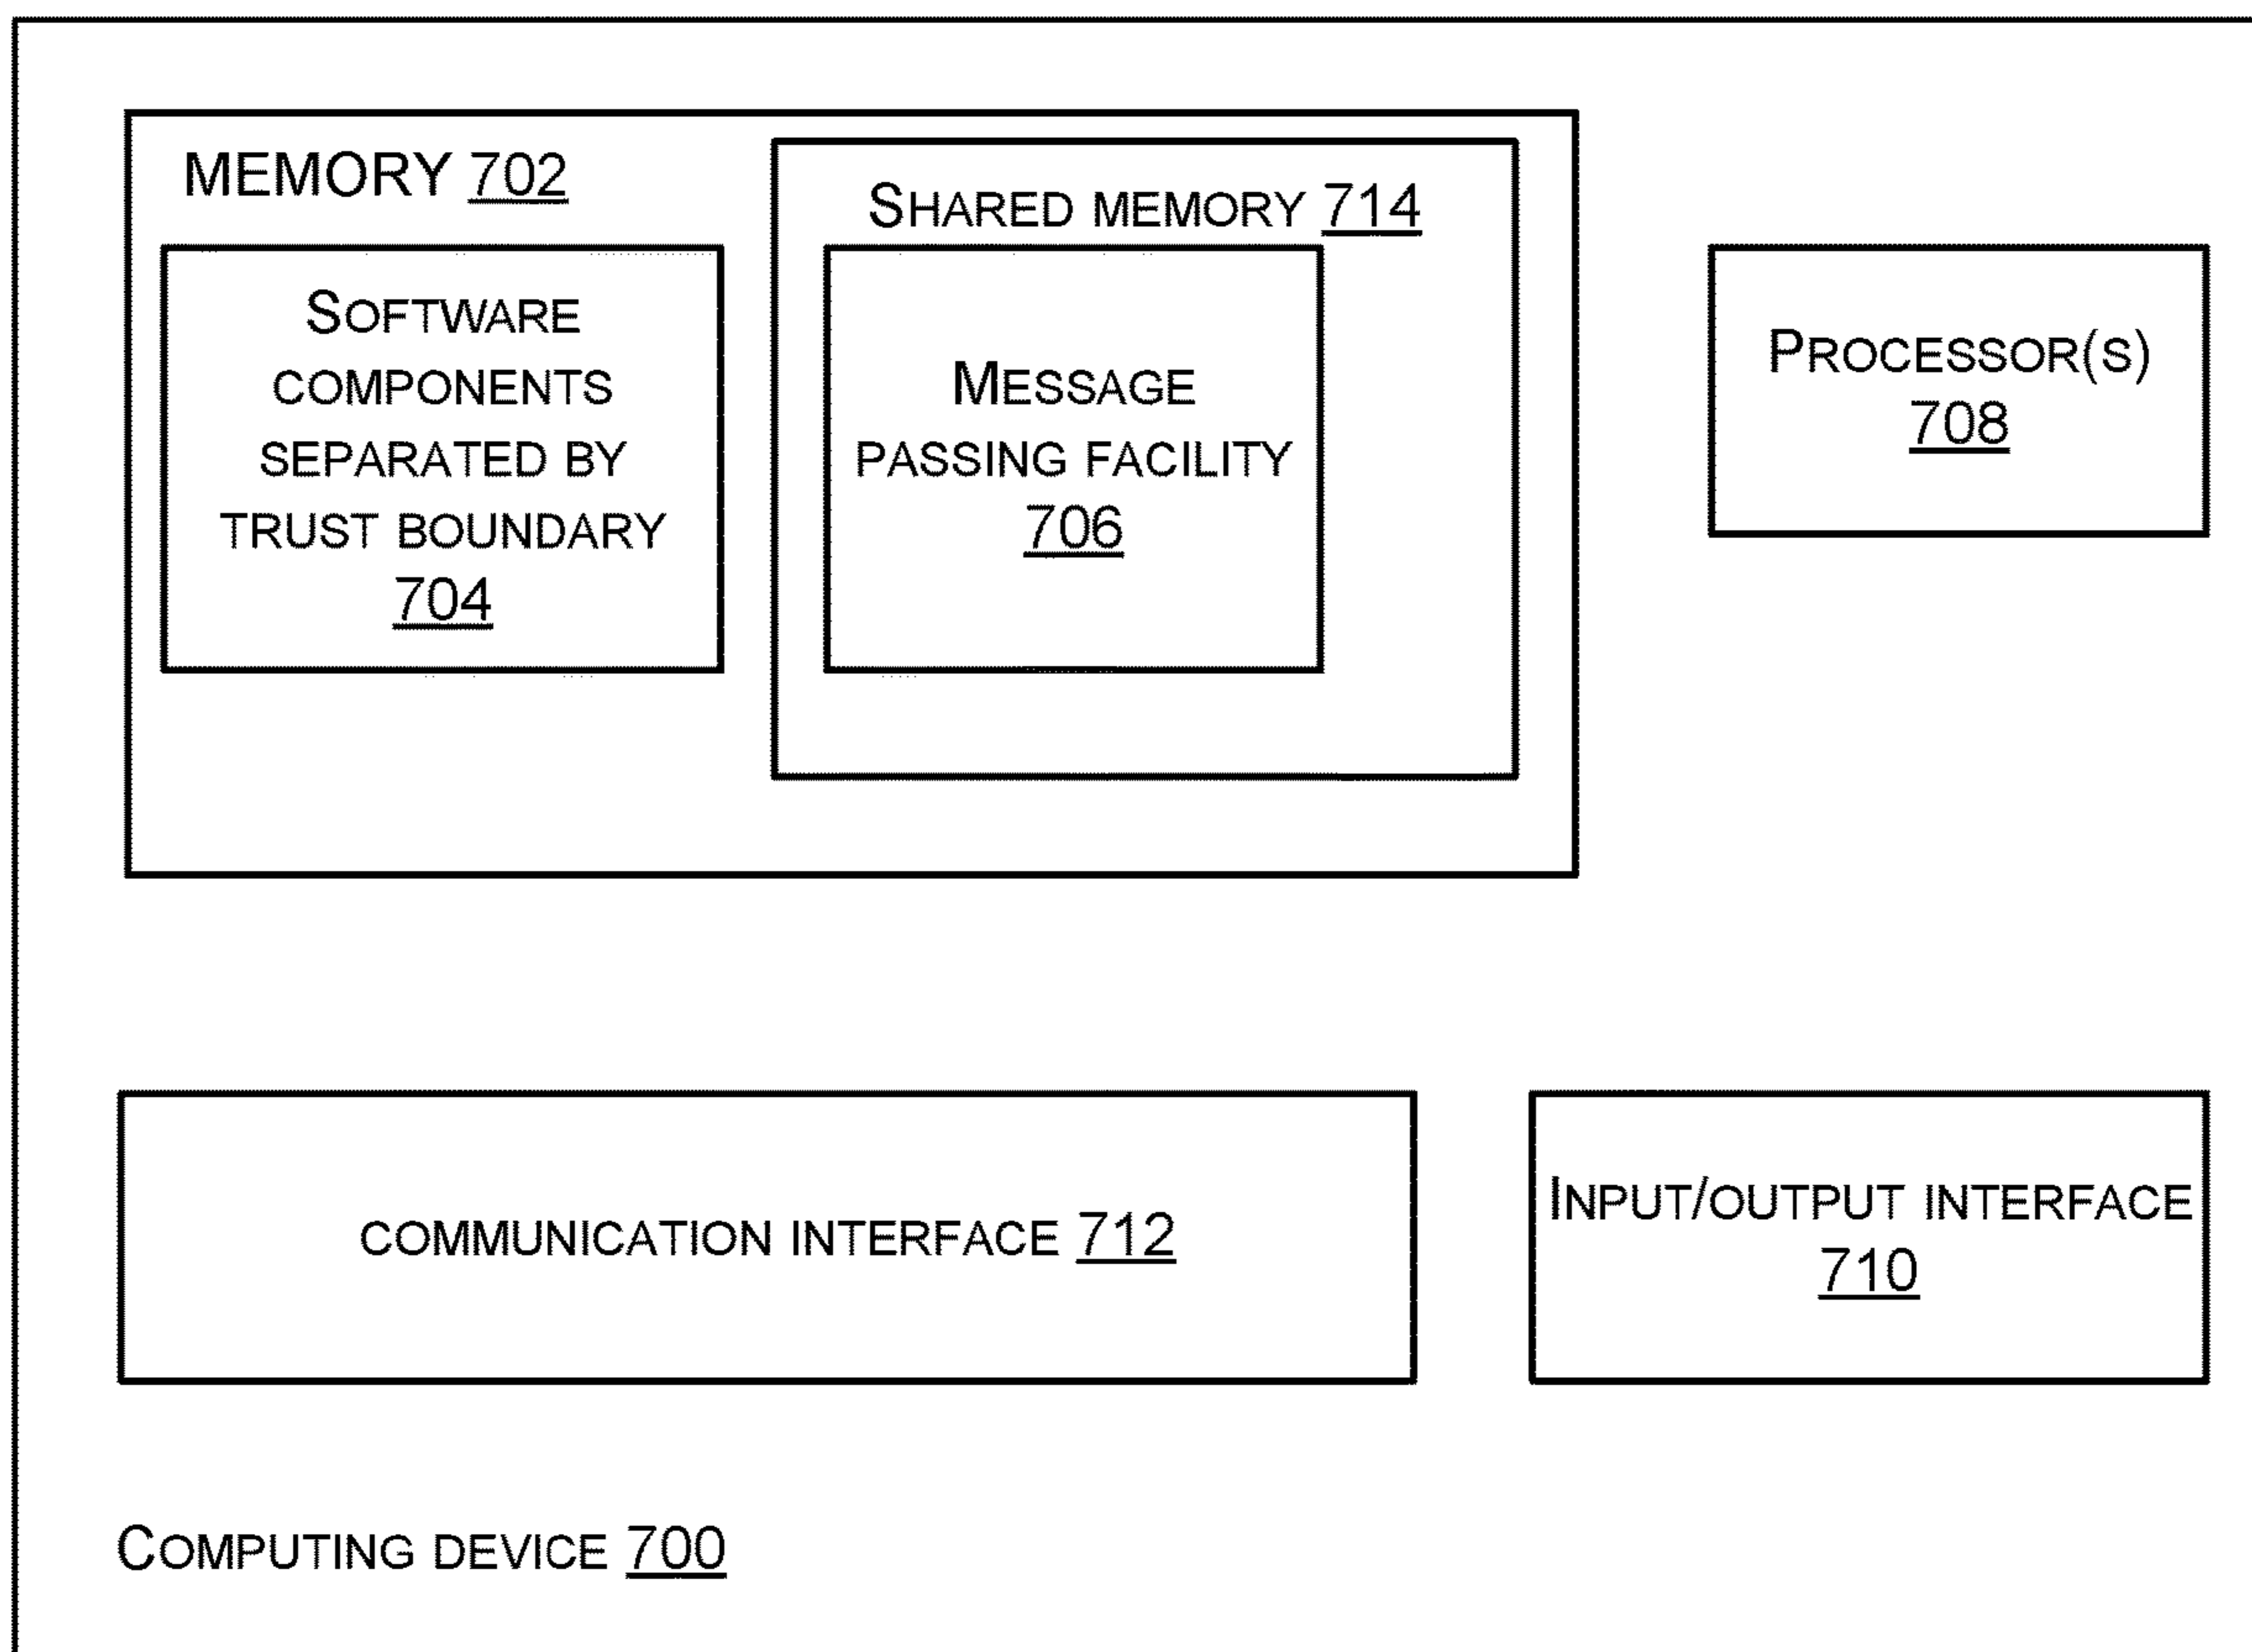 MEMORY 702
SHARED MEMORY 714
SOFTWARE
COMPONENTS
SEPARATED BY
TRUST BOUNDARY
704
MESSAGE
PASSING FACILITY
706
PROCESSOR(S)
708
COMMUNICATION INTERFACE 712
INPUT/OUTPUT INTERFACE
710
COMPUTING DEVICE 700